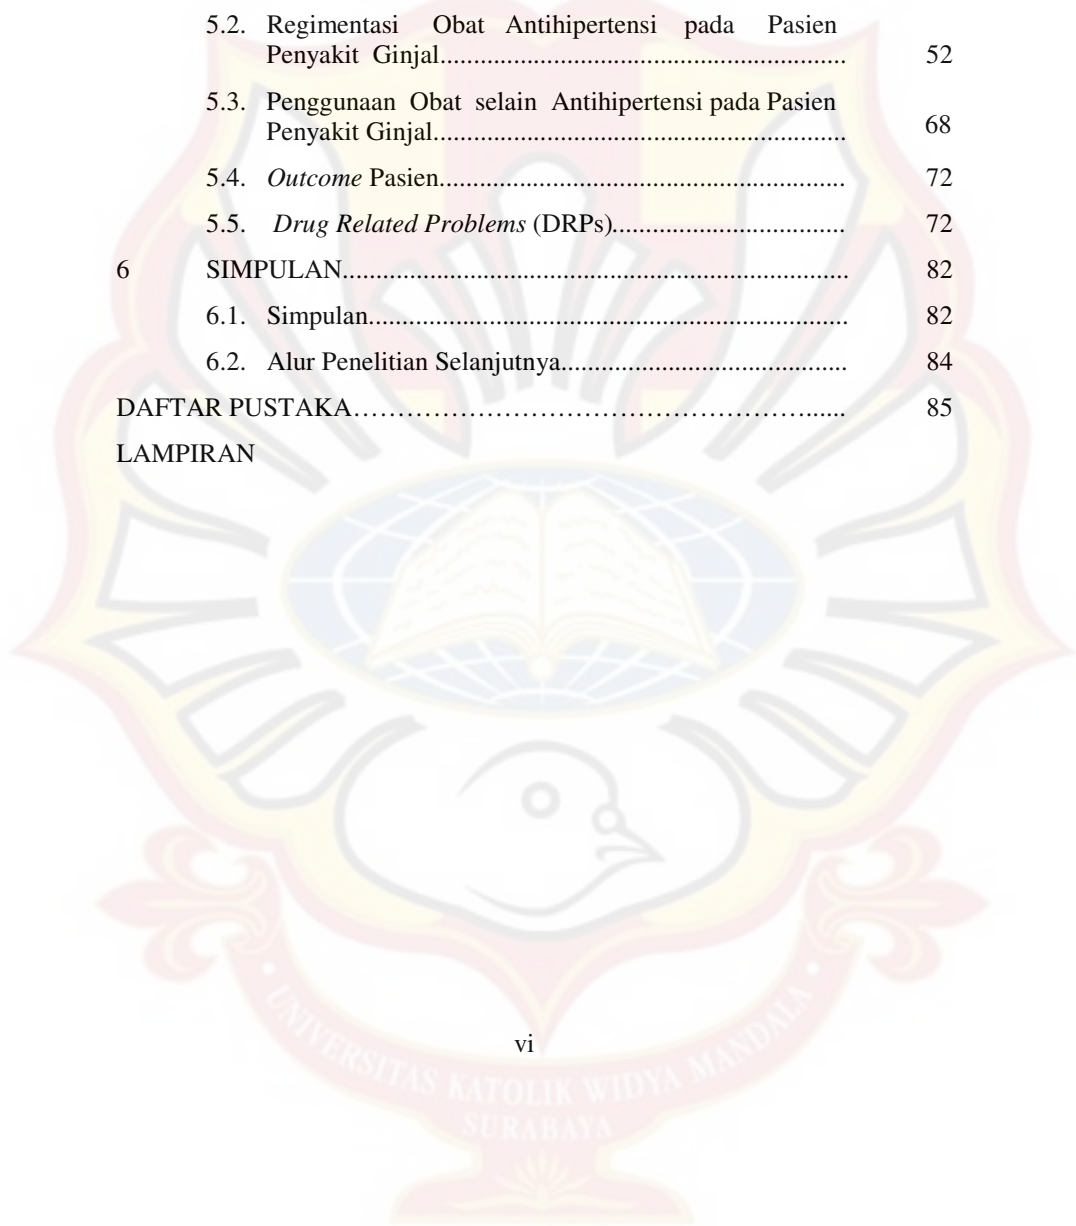 5.2. Regimentasi Obat Antihipertensi pada Pasien
Penyakit Ginjal.............................................................. 52
5.3. Penggunaan Obat selain Antihipertensi pada Pasien
Penyakit Ginjal.............................................................. 68
5.4. Outcome Pasien.............................................................. 72
5.5. Drug Related Problems (DRPs)................................... 72
6 SIMPULAN............................................................................. 82
6.1. Simpulan......................................................................... 82
6.2. Alur Penelitian Selanjutnya........................................... 84
DAFTAR PUSTAKA………………………………………………...... 85
LAMPIRAN
vi
UNIVERSITAS KATOLIK WIDYA MANDALA
SURABAYA